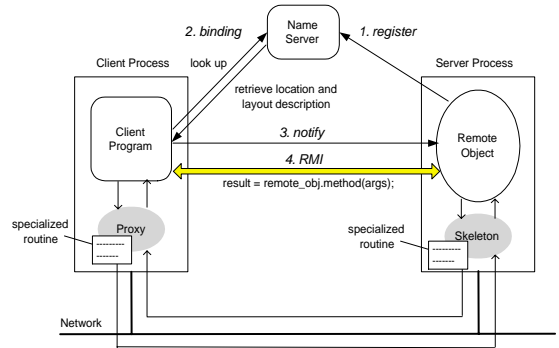 Name
Server
2. binding
1. register
look up
Client Process
Server Process
retrieve location and
layout description
Client
Program
3. notify
Remote
Object
4. RMI
result = remote_obj.method(args);
specialized
routine
Proxy
specialized
routine
Skeleton
Network